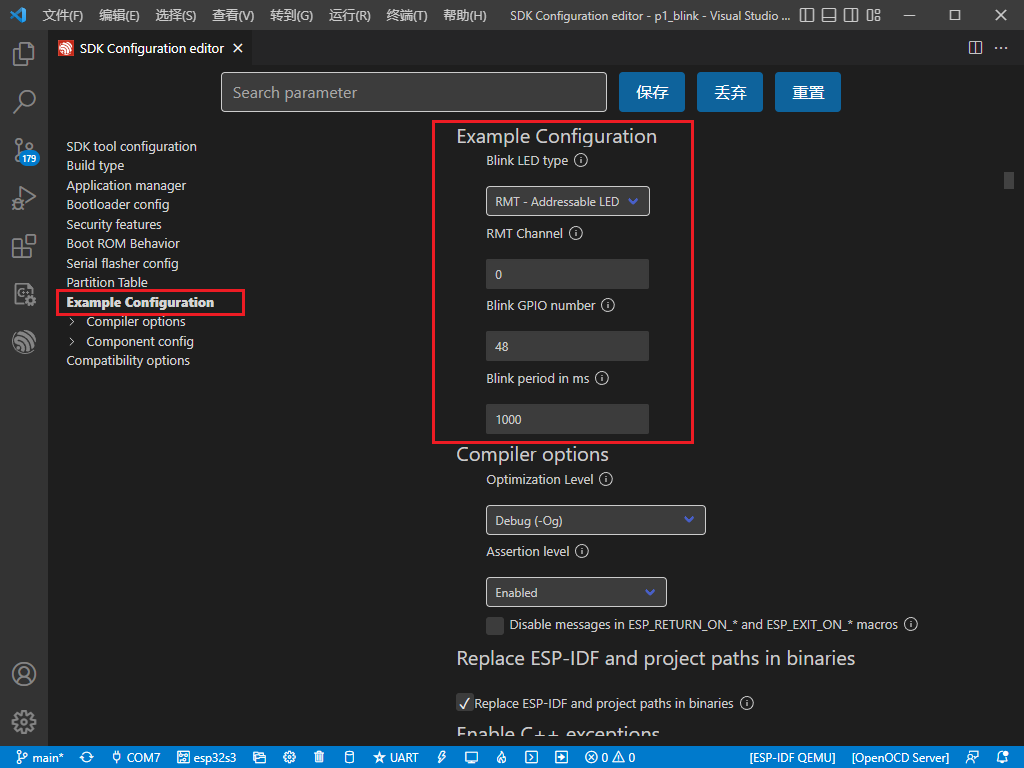 文件(F) 编辑(E) 选择(S) 查看(V) 转到(G) 运行(R) 终端(T) 帮助(H) SDK Configuration editor - p1_blink - Visual Studio ...
SDK Configuration editor
Search parameter
保存
丢弃
重置
SDK tool configuration
Build type
Application manager
Bootloader config
Security features
Boot ROM Behavior
Serial flasher config
Partition Table
Example Configuration
Compiler options
Component config
Compatibility options
179
Example Configuration
Blink LED type
RMT - Addressable LED
RMT Channel
0
Blink GPIO number
48
Blink period in ms
1000
Compiler options
Optimization Level
Debug (-Og)
Assertion level
Enabled
Disable messages in ESP_RETURN_ON_* and ESP_EXIT_ON_* macros
Replace ESP-IDF and project paths in binaries
Replace ESP-IDF and project paths in binaries
Enable C++ exceptions
main* COM7 esp32s3 UART 0 0 [ESP-IDF QEMU] [OpenOCD Server]